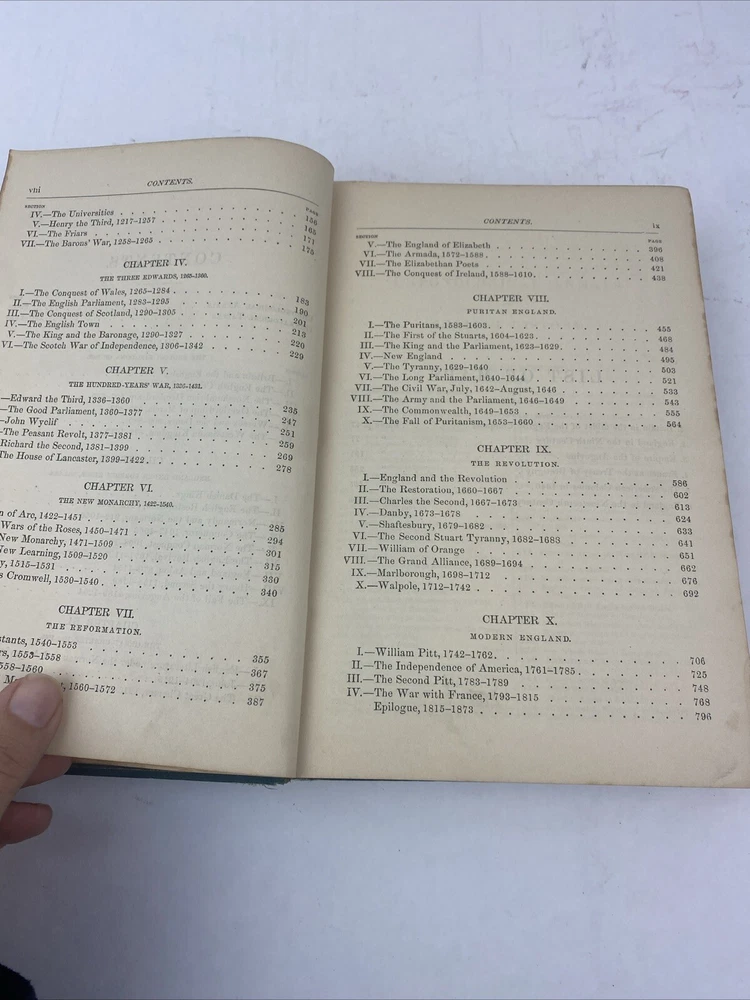 viii
CONTENTS.
SECTION PAGE
IV.—The Universities 156
V.—Henry the Third, 1217–1257 165
VI.—The Friars 171
VII.—The Barons' War, 1258–1265 175
CHAPTER IV.
THE THREE EDWARDS, 1265–1360.
I.—The Conquest of Wales, 1265–1284 183
II.—The English Parliament, 1283–1295 190
III.—The Conquest of Scotland, 1290–1305 201
IV.—The English Town 213
V.—The King and the Baronage, 1290–1327 220
VI.—The Scotch War of Independence, 1306–1342 229
CHAPTER V.
THE HUNDRED-YEARS' WAR, 1336–1431.
—Edward the Third, 1336–1360 235
—The Good Parliament, 1360–1377 247
—John Wyclif 251
—The Peasant Revolt, 1377–1381 259
Richard the Second, 1381–1399 269
The House of Lancaster, 1399–1422 278
CHAPTER VI.
THE NEW MONARCHY, 1422–1540.
n of Arc, 1422–1451 285
Wars of the Roses, 1450–1471 294
New Monarchy, 1471–1509 301
New Learning, 1509–1520 315
y, 1515–1531 330
s Cromwell, 1530–1540 340
CHAPTER VII.
THE REFORMATION.
stants, 1540–1553 355
rs, 1553–1558 367
1558–1560 375
1560–1572 387
CONTENTS.
ix
SECTION PAGE
V.—The England of Elizabeth 396
VI.—The Armada, 1572–1588 408
VII.—The Elizabethan Poets 421
VIII.—The Conquest of Ireland, 1588–1610 438
CHAPTER VIII.
PURITAN ENGLAND.
I.—The Puritans, 1583–1603 455
II.—The First of the Stuarts, 1604–1623 468
III.—The King and the Parliament, 1623–1629 484
IV.—New England 495
V.—The Tyranny, 1629–1640 503
VI.—The Long Parliament, 1640–1644 521
VII.—The Civil War, July, 1642–August, 1646 533
VIII.—The Army and the Parliament, 1646–1649 543
IX.—The Commonwealth, 1649–1653 555
X.—The Fall of Puritanism, 1653–1660 564
CHAPTER IX.
THE REVOLUTION.
I.—England and the Revolution 586
II.—The Restoration, 1660–1667 602
III.—Charles the Second, 1667–1673 613
IV.—Danby, 1673–1678 624
V.—Shaftesbury, 1679–1682 633
VI.—The Second Stuart Tyranny, 1682–1683 641
VII.—William of Orange 651
VIII.—The Grand Alliance, 1689–1694 662
IX.—Marlborough, 1698–1712 676
X.—Walpole, 1712–1742 692
CHAPTER X.
MODERN ENGLAND.
I.—William Pitt, 1742–1762 706
II.—The Independence of America, 1761–1785 725
III.—The Second Pitt, 1783–1789 748
IV.—The War with France, 1793–1815 768
Epilogue, 1815–1873 796